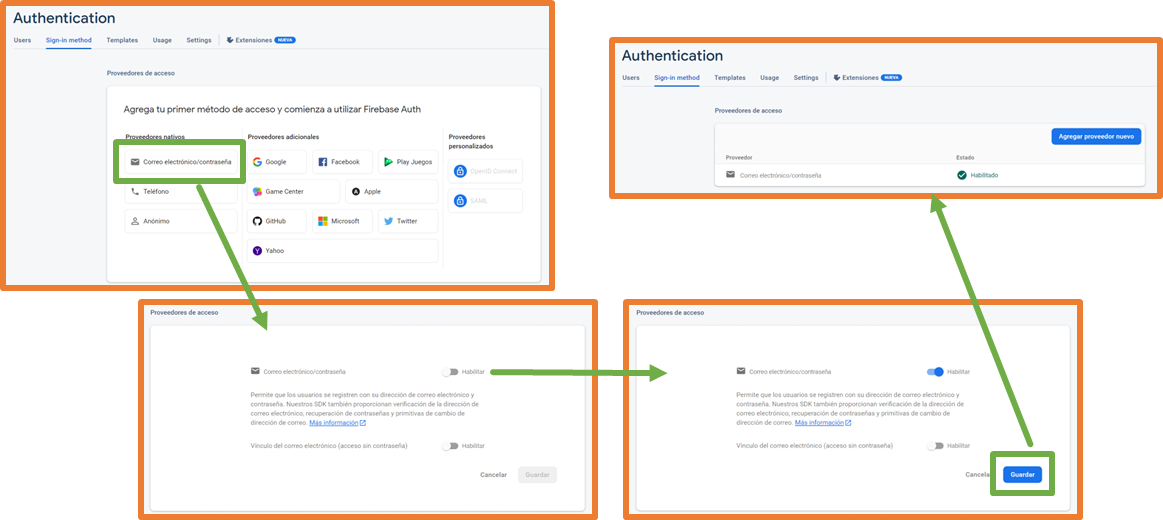 Authentication
Users Sign-in method Templates Usage Settings Extensiones NUEVA
Proveedores de acceso
Agrega tu primer método de acceso y comienza a utilizar Firebase Auth
Proveedores nativos
Correo electrónico/contraseña
Teléfono
Anónimo
Proveedores adicionales
Google Facebook Play Juegos
Game Center Apple
GitHub Microsoft Twitter
Yahoo
Proveedores
personalizados
OpenID Connect
SAML
Proveedores de acceso
Correo electrónico/contraseña Habilitar
Permite que los usuarios se registren con su dirección de correo electrónico y
contraseña. Nuestros SDK también proporcionan verificación de la dirección de
correo electrónico, recuperación de contraseñas y primitivas de cambio de
dirección de correo. Más información
Vínculo del correo electrónico (acceso sin contraseña) Habilitar
Cancelar Guardar
Proveedores de acceso
Correo electrónico/contraseña Habilitar
Permite que los usuarios se registren con su dirección de correo electrónico y
contraseña. Nuestros SDK también proporcionan verificación de la dirección de
correo electrónico, recuperación de contraseñas y primitivas de cambio de
dirección de correo. Más información
Vínculo del correo electrónico (acceso sin contraseña) Habilitar
Cancela Guardar
Authentication
Users Sign-in method Templates Usage Settings Extensiones NUEVA
Proveedores de acceso
Agregar proveedor nuevo
Proveedor Estado
Correo electrónico/contraseña Habilitado